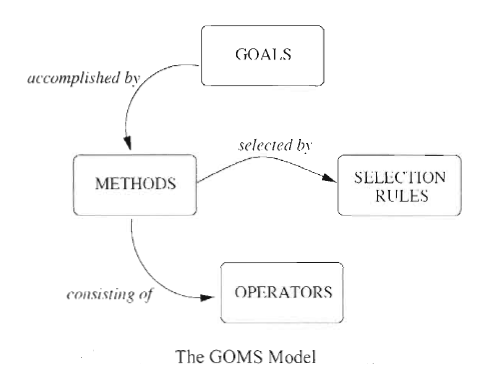 GOALS
accomplished by
selected by
METHODS
SELECTION
RULES
consisting of
OPERATORS
The GOMS Model